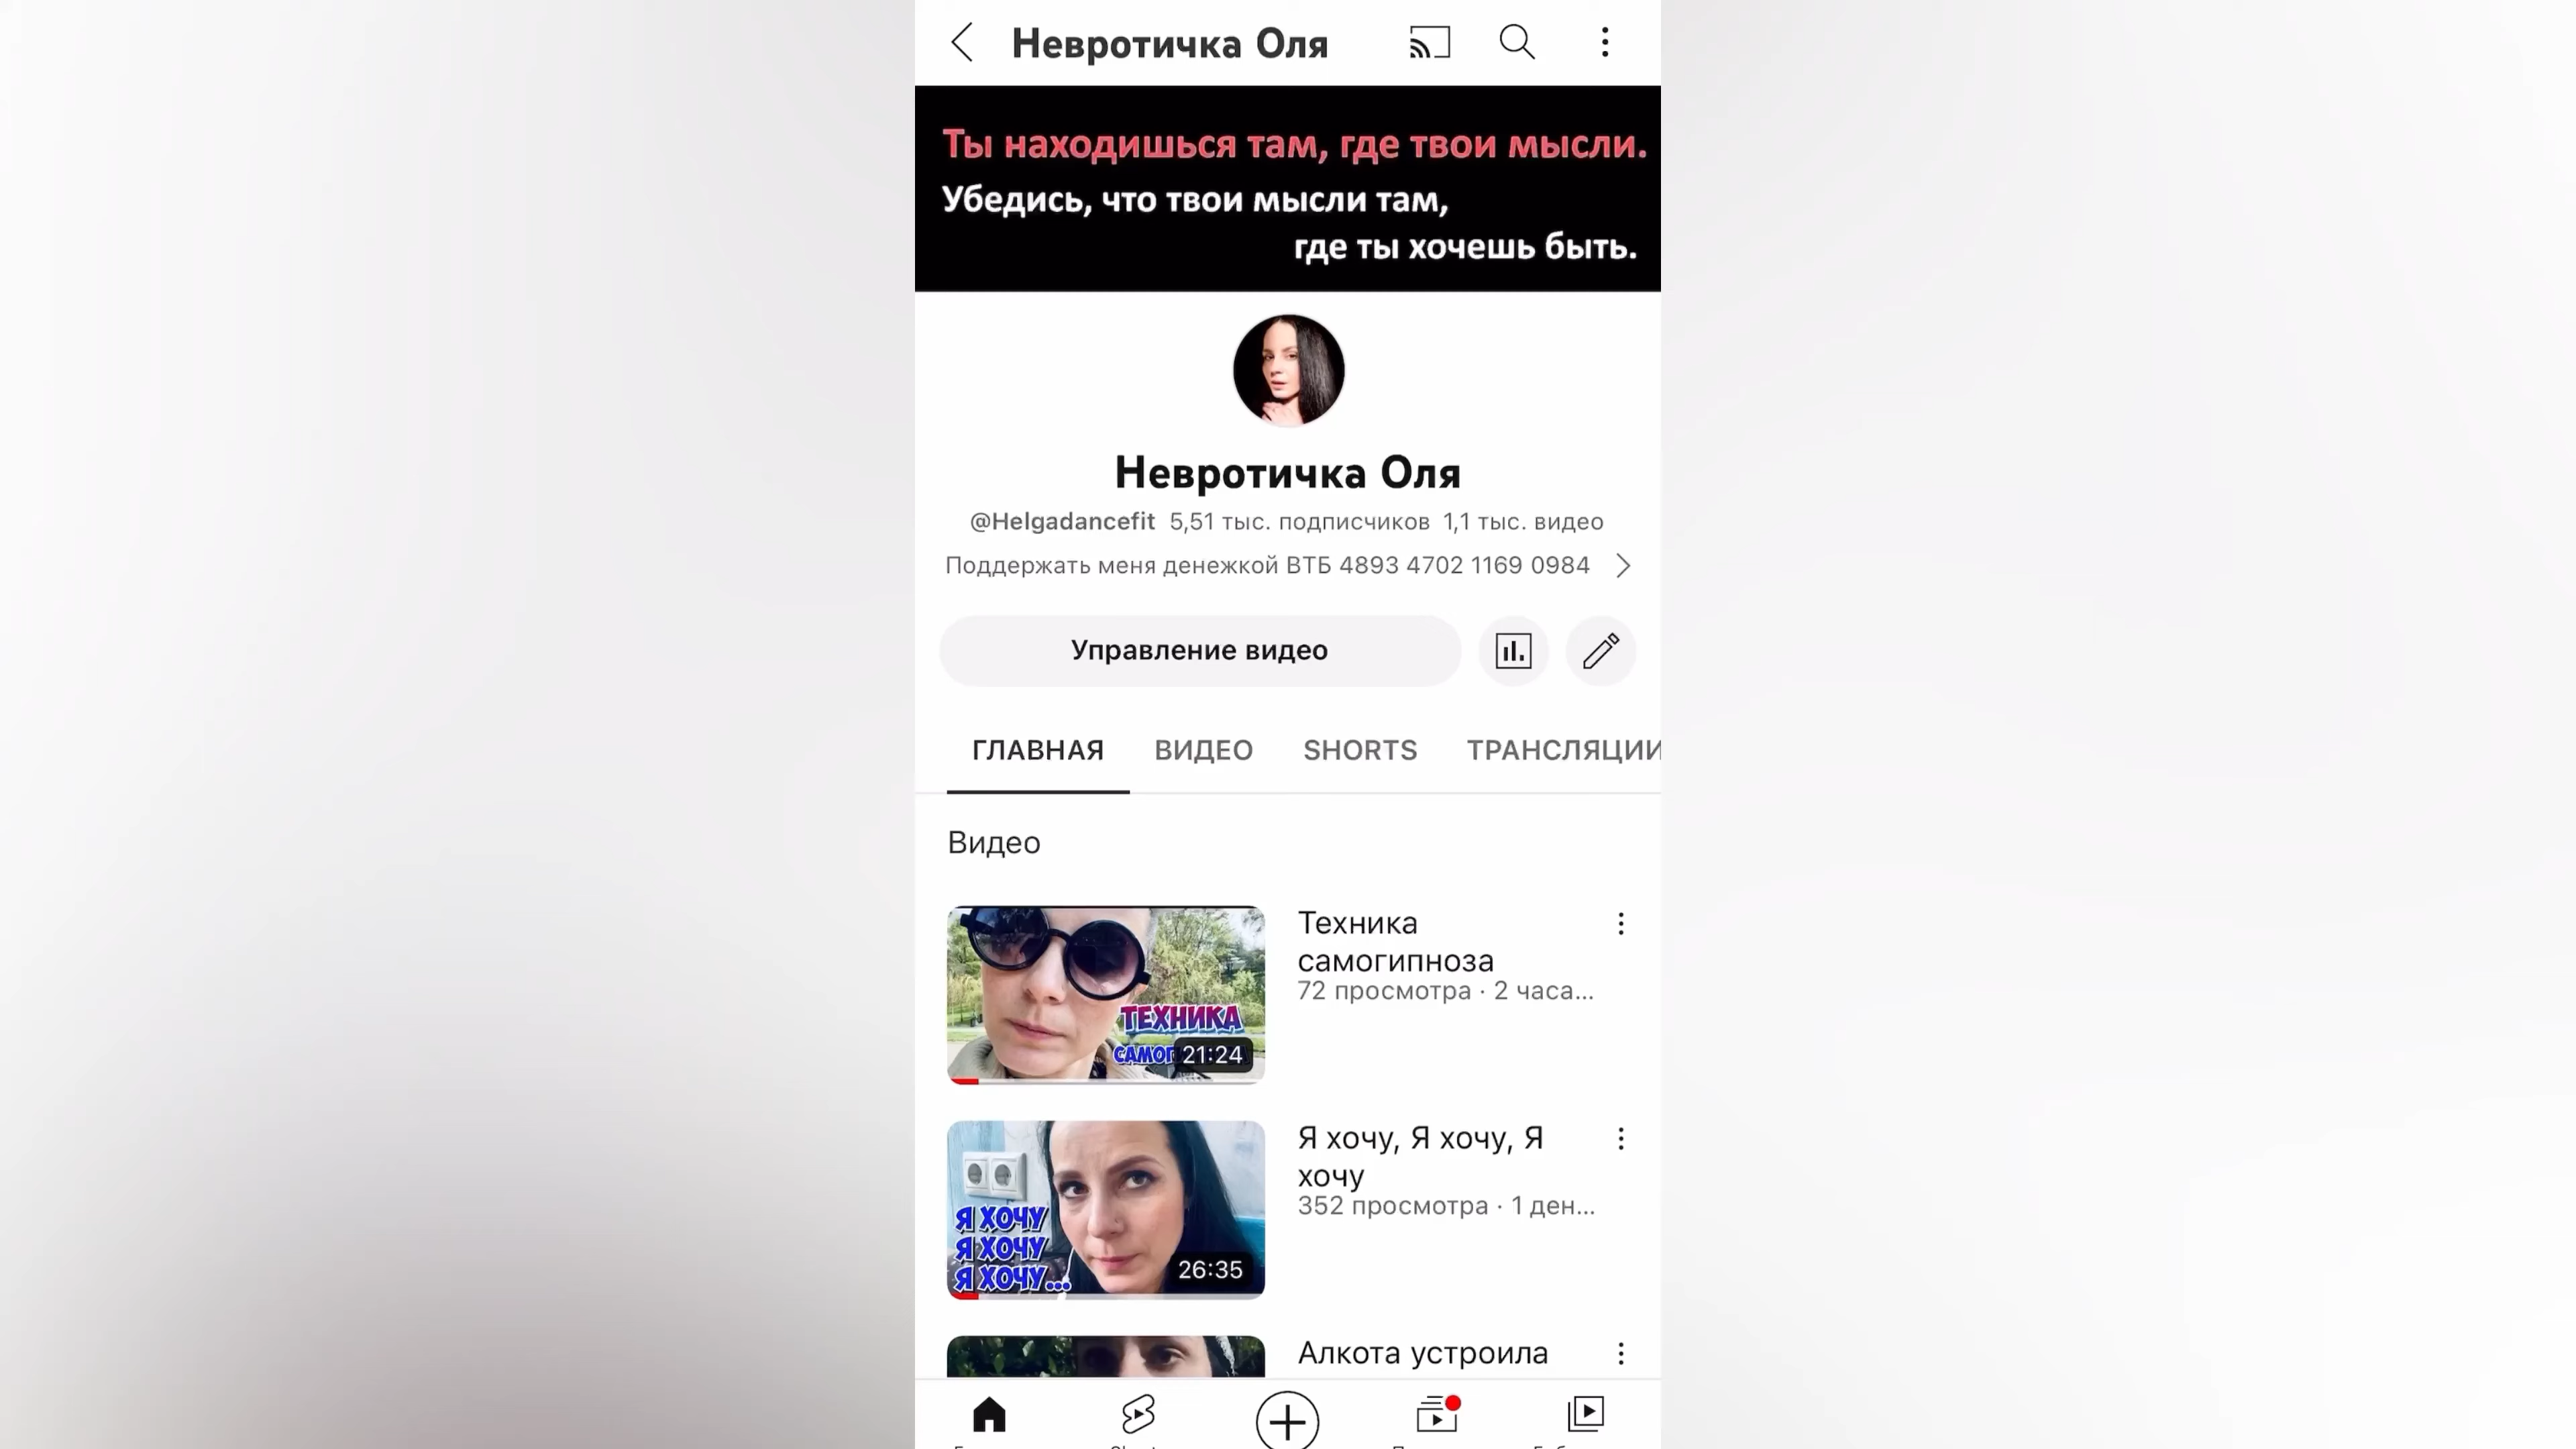 Невротичка Оля
Ты находишься там, где твои мысли.
Убедись, что твои мысли там,
где ты хочешь быть.
Невротичка Оля
@Helgadancefit 5,51 тыс. подписчиков 1,1 тыс. видео
Поддержать меня денежкой ВТБ 4893 4702 1169 0984
Управление видео
ГЛАВНАЯ ВИДЕО SHORTS ТРАНСЛЯЦИИ
Видео
Техника
самогипноза
72 просмотра · 2 часа...
ТЕХНИКА
21:24
Я хочу, Я хочу, Я
хочу
352 просмотра · 1 ден...
Я ХОЧУ
Я ХОЧУ
Я ХОЧУ...
26:35
Алкота устроила